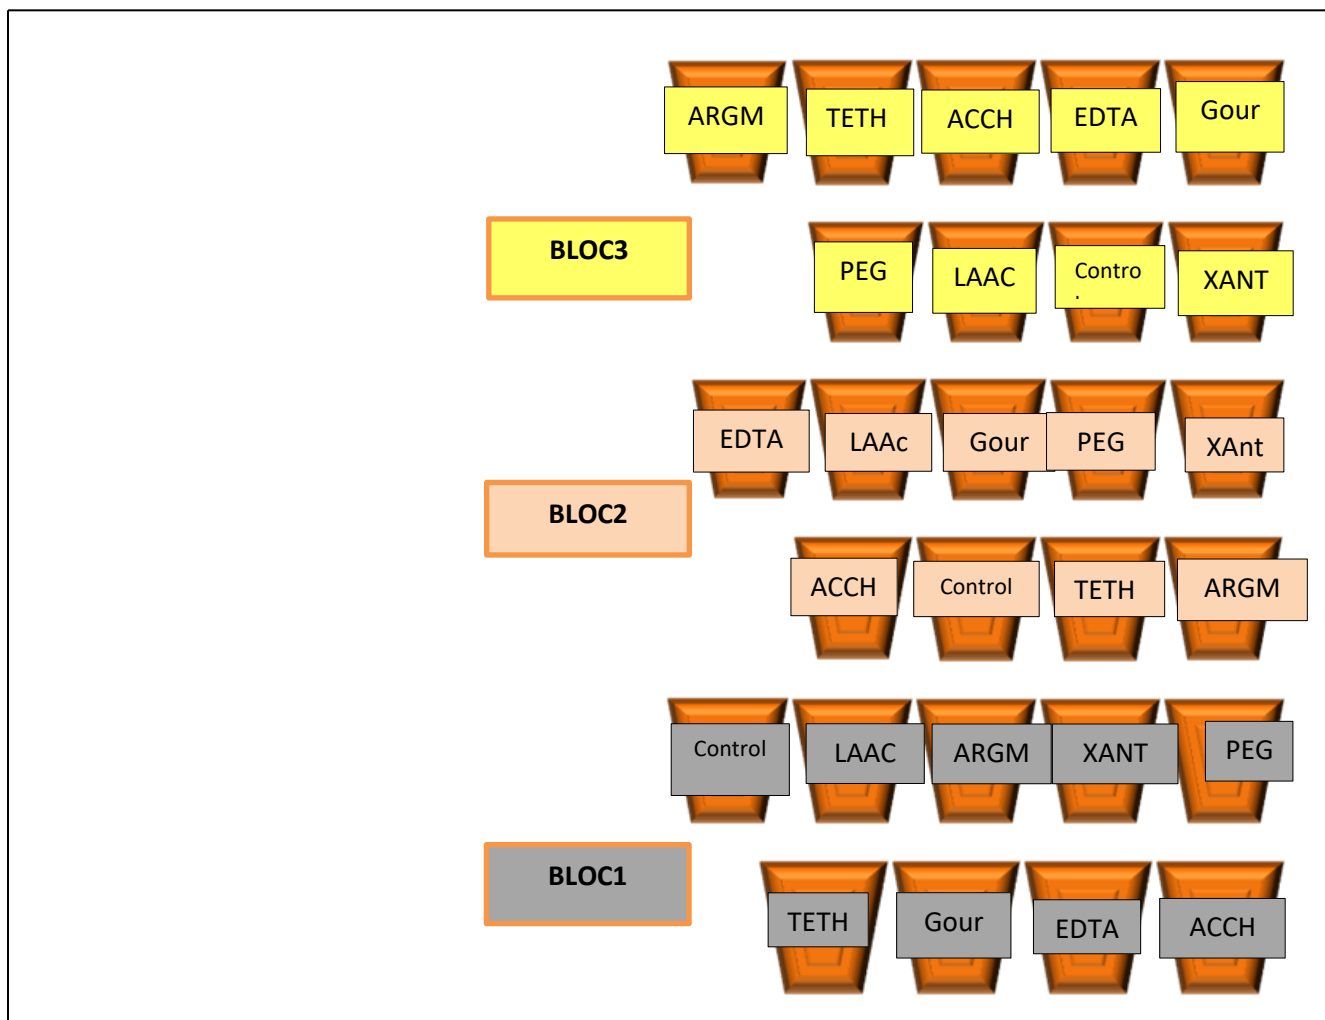 ARGM
TETH
ACCH
EDTA
Gour
BLOC3
PEG
LAAC
Contro
.
XANT
EDTA
LAAc
Gour
PEG
XAnt
BLOC2
ACCH
Control
TETH
ARGM
Control
LAAC
ARGM
XANT
PEG
BLOC1
TETH
Gour
EDTA
ACCH